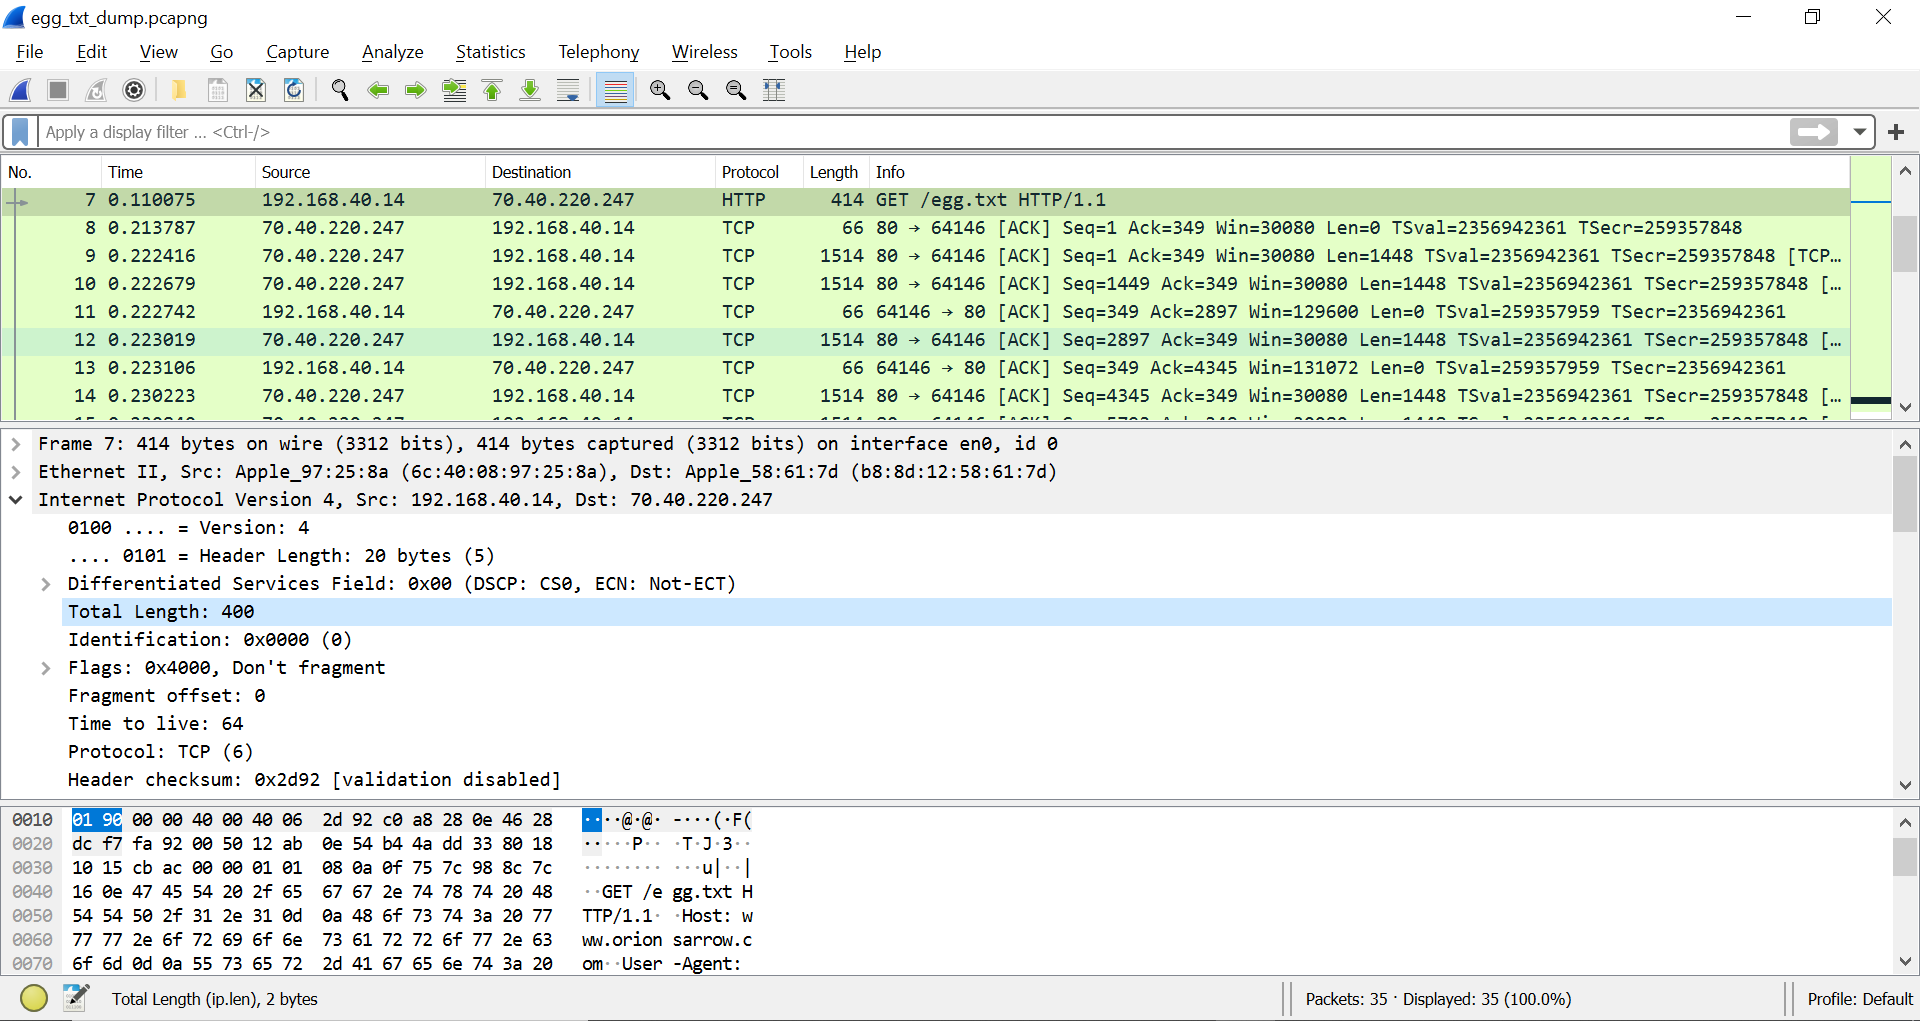 egg_txt_dump.pcapng
File Edit View Go Capture Analyze Statistics Telephony Wireless Tools Help
Apply a display filter ... <Ctrl-/>
No. Time Source Destination Protocol Length Info
7 0.110075 192.168.40.14 70.40.220.247 HTTP 414 GET /egg.txt HTTP/1.1
8 0.213787 70.40.220.247 192.168.40.14 TCP 66 80 → 64146 [ACK] Seq=1 Ack=349 Win=30080 Len=0 TSval=2356942361 TSecr=259357848
9 0.222416 70.40.220.247 192.168.40.14 TCP 1514 80 → 64146 [ACK] Seq=1 Ack=349 Win=30080 Len=1448 TSval=2356942361 TSecr=259357848 [TCP…
10 0.222679 70.40.220.247 192.168.40.14 TCP 1514 80 → 64146 [ACK] Seq=1449 Ack=349 Win=30080 Len=1448 TSval=2356942361 TSecr=259357848 […
11 0.222742 192.168.40.14 70.40.220.247 TCP 66 64146 → 80 [ACK] Seq=349 Ack=2897 Win=129600 Len=0 TSval=259357959 TSecr=2356942361
12 0.223019 70.40.220.247 192.168.40.14 TCP 1514 80 → 64146 [ACK] Seq=2897 Ack=349 Win=30080 Len=1448 TSval=2356942361 TSecr=259357848 […
13 0.223106 192.168.40.14 70.40.220.247 TCP 66 64146 → 80 [ACK] Seq=349 Ack=4345 Win=131072 Len=0 TSval=259357959 TSecr=2356942361
14 0.230223 70.40.220.247 192.168.40.14 TCP 1514 80 → 64146 [ACK] Seq=4345 Ack=349 Win=30080 Len=1448 TSval=2356942361 TSecr=259357848 […
Frame 7: 414 bytes on wire (3312 bits), 414 bytes captured (3312 bits) on interface en0, id 0
Ethernet II, Src: Apple_97:25:8a (6c:40:08:97:25:8a), Dst: Apple_58:61:7d (b8:8d:12:58:61:7d)
Internet Protocol Version 4, Src: 192.168.40.14, Dst: 70.40.220.247
0100 .... = Version: 4
.... 0101 = Header Length: 20 bytes (5)
Differentiated Services Field: 0x00 (DSCP: CS0, ECN: Not-ECT)
Total Length: 400
Identification: 0x0000 (0)
Flags: 0x4000, Don't fragment
Fragment offset: 0
Time to live: 64
Protocol: TCP (6)
Header checksum: 0x2d92 [validation disabled]
0010 01 90 00 00 40 00 40 06 2d 92 c0 a8 28 0e 46 28 ····@·@· -···(·F(
0020 dc f7 fa 92 00 50 12 ab 0e 54 b4 4a dd 33 80 18 ·····P·· ·T·J·3··
0030 10 15 cb ac 00 00 01 01 08 0a 0f 75 7c 98 8c 7c ········ ···u|··|
0040 16 0e 47 45 54 20 2f 65 67 67 2e 74 78 74 20 48 ··GET /e gg.txt H
0050 54 54 50 2f 31 2e 31 0d 0a 48 6f 73 74 3a 20 77 TTP/1.1· ·Host: w
0060 77 77 2e 6f 72 69 6f 6e 73 61 72 72 6f 77 2e 63 ww.orion sarrow.c
0070 6f 6d 0d 0a 55 73 65 72 2d 41 67 65 6e 74 3a 20 om··User -Agent:
Total Length (ip.len), 2 bytes Packets: 35 · Displayed: 35 (100.0%) Profile: Default